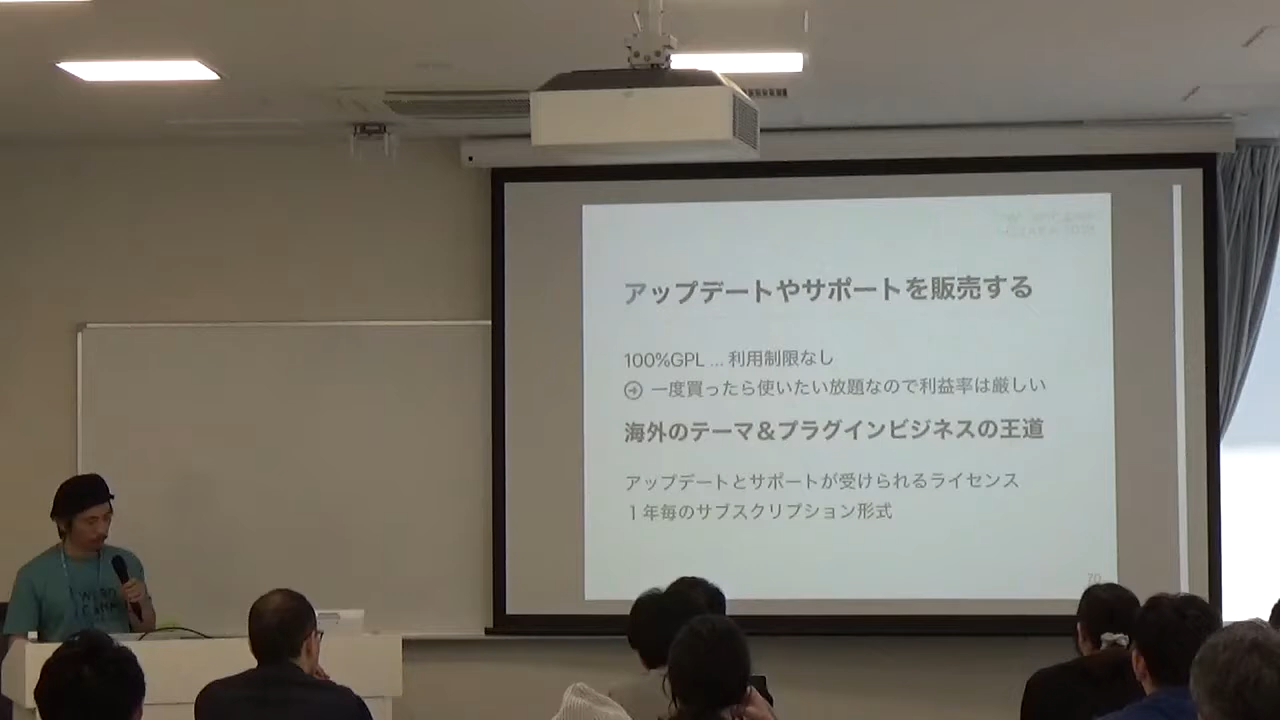 アップデートやサポートを販売する
100%GPL … 利用制限なし
一度買ったら使いたい放題なので利益率は厳しい
海外のテーマ＆プラグインビジネスの王道
アップデートとサポートが受けられるライセンス
１年毎のサブスクリプション形式
70